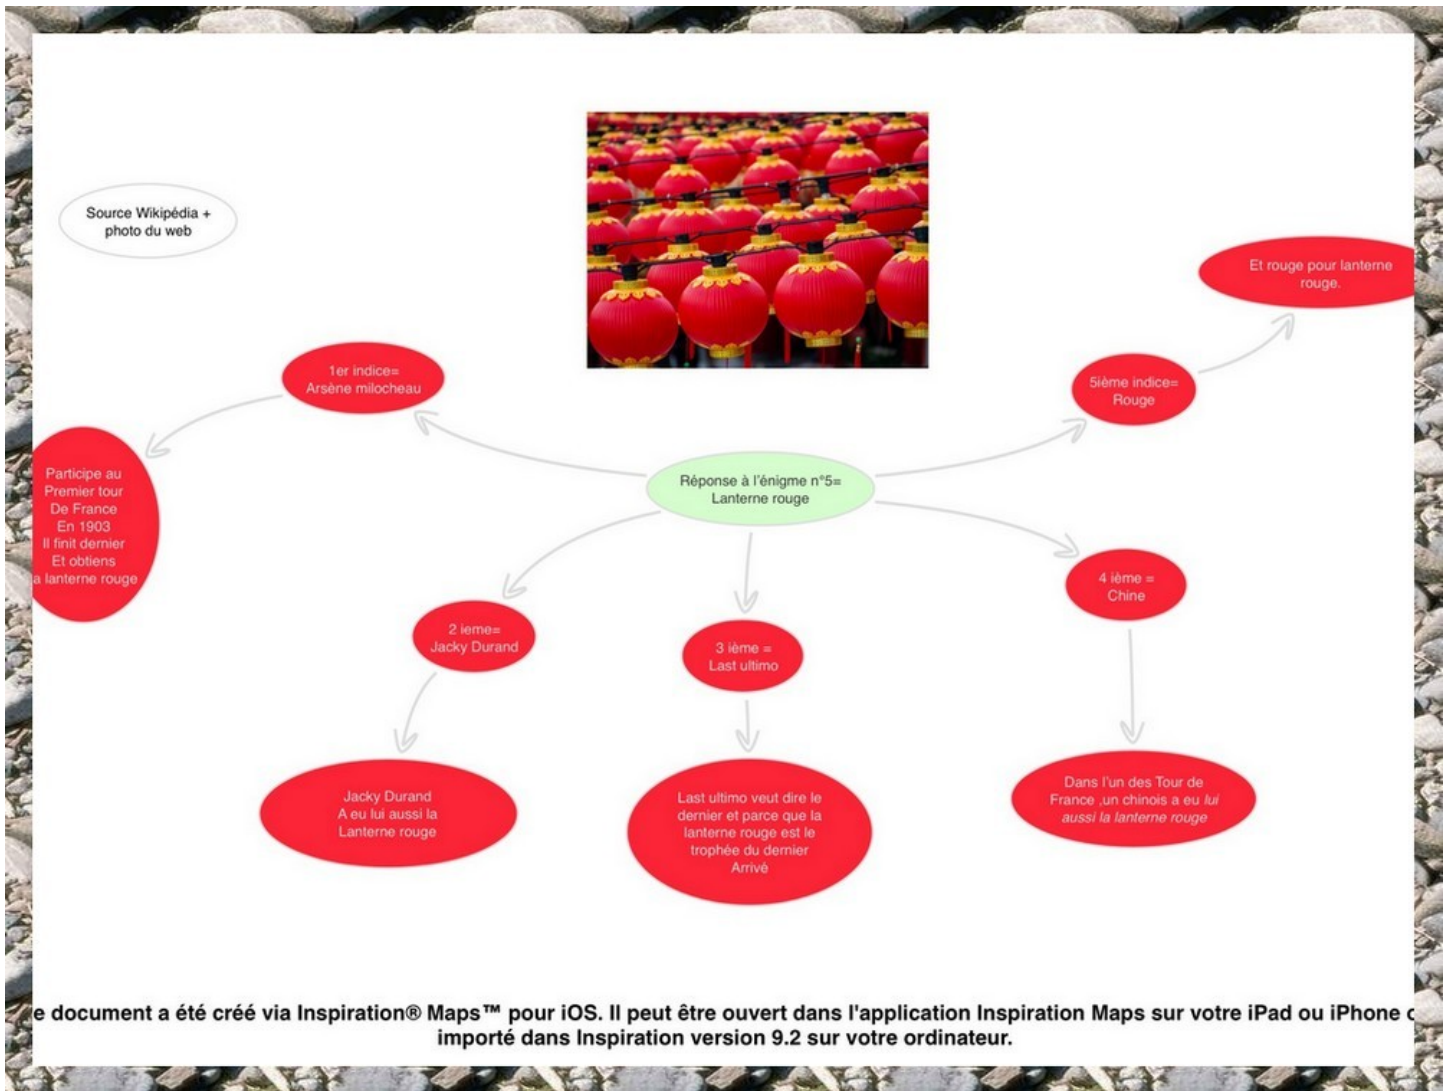 Source Wikipédia +
photo du web
Et rouge pour lanterne
rouge.
1er indice=
Arsène milocheau
5ième indice=
Rouge
Participe au
Premier tour
De France
En 1903
Il finit dernier
Et obtiens
a lanterne rouge
Réponse à l'énigme n°5=
Lanterne rouge
4 ième =
Chine
2 ieme=
Jacky Durand
3 ième =
Last ultimo
Jacky Durand
A eu lui aussi la
Lanterne rouge
Last ultimo veut dire le
dernier et parce que la
lanterne rouge est le
trophée du dernier
Arrivé
Dans l'un des Tour de
France ,un chinois a eu lui
aussi la lanterne rouge
e document a été créé via Inspiration® Maps™ pour iOS. Il peut être ouvert dans l'application Inspiration Maps sur votre iPad ou iPhone
importé dans Inspiration version 9.2 sur votre ordinateur.